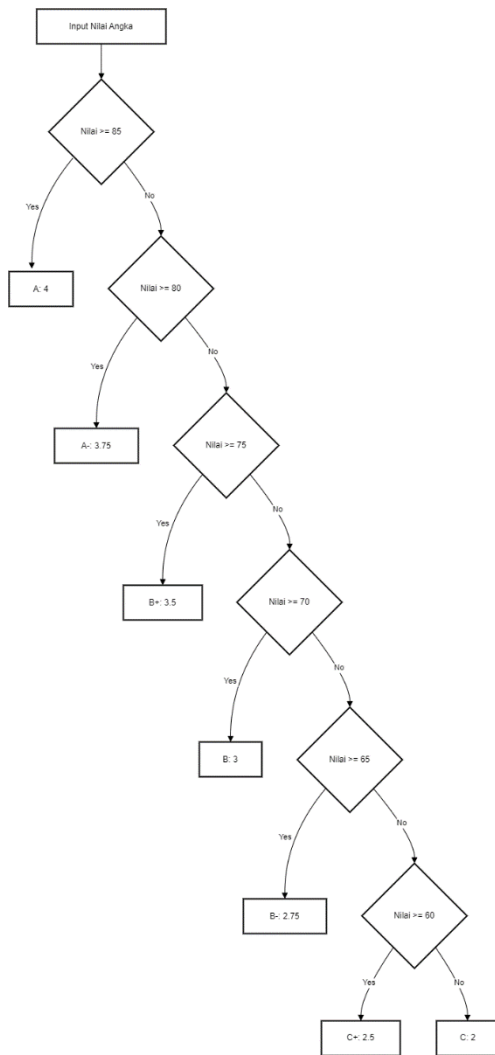 Input Nilai Angka
Nilai >= 85
Yes
No
A: 4
Nilai >= 80
Yes
No
A-: 3.75
Nilai >= 75
Yes
No
B+: 3.5
Nilai >= 70
Yes
No
B: 3
Nilai >= 65
Yes
No
B-: 2.75
Nilai >= 60
Yes
No
C+: 2.5
C: 2